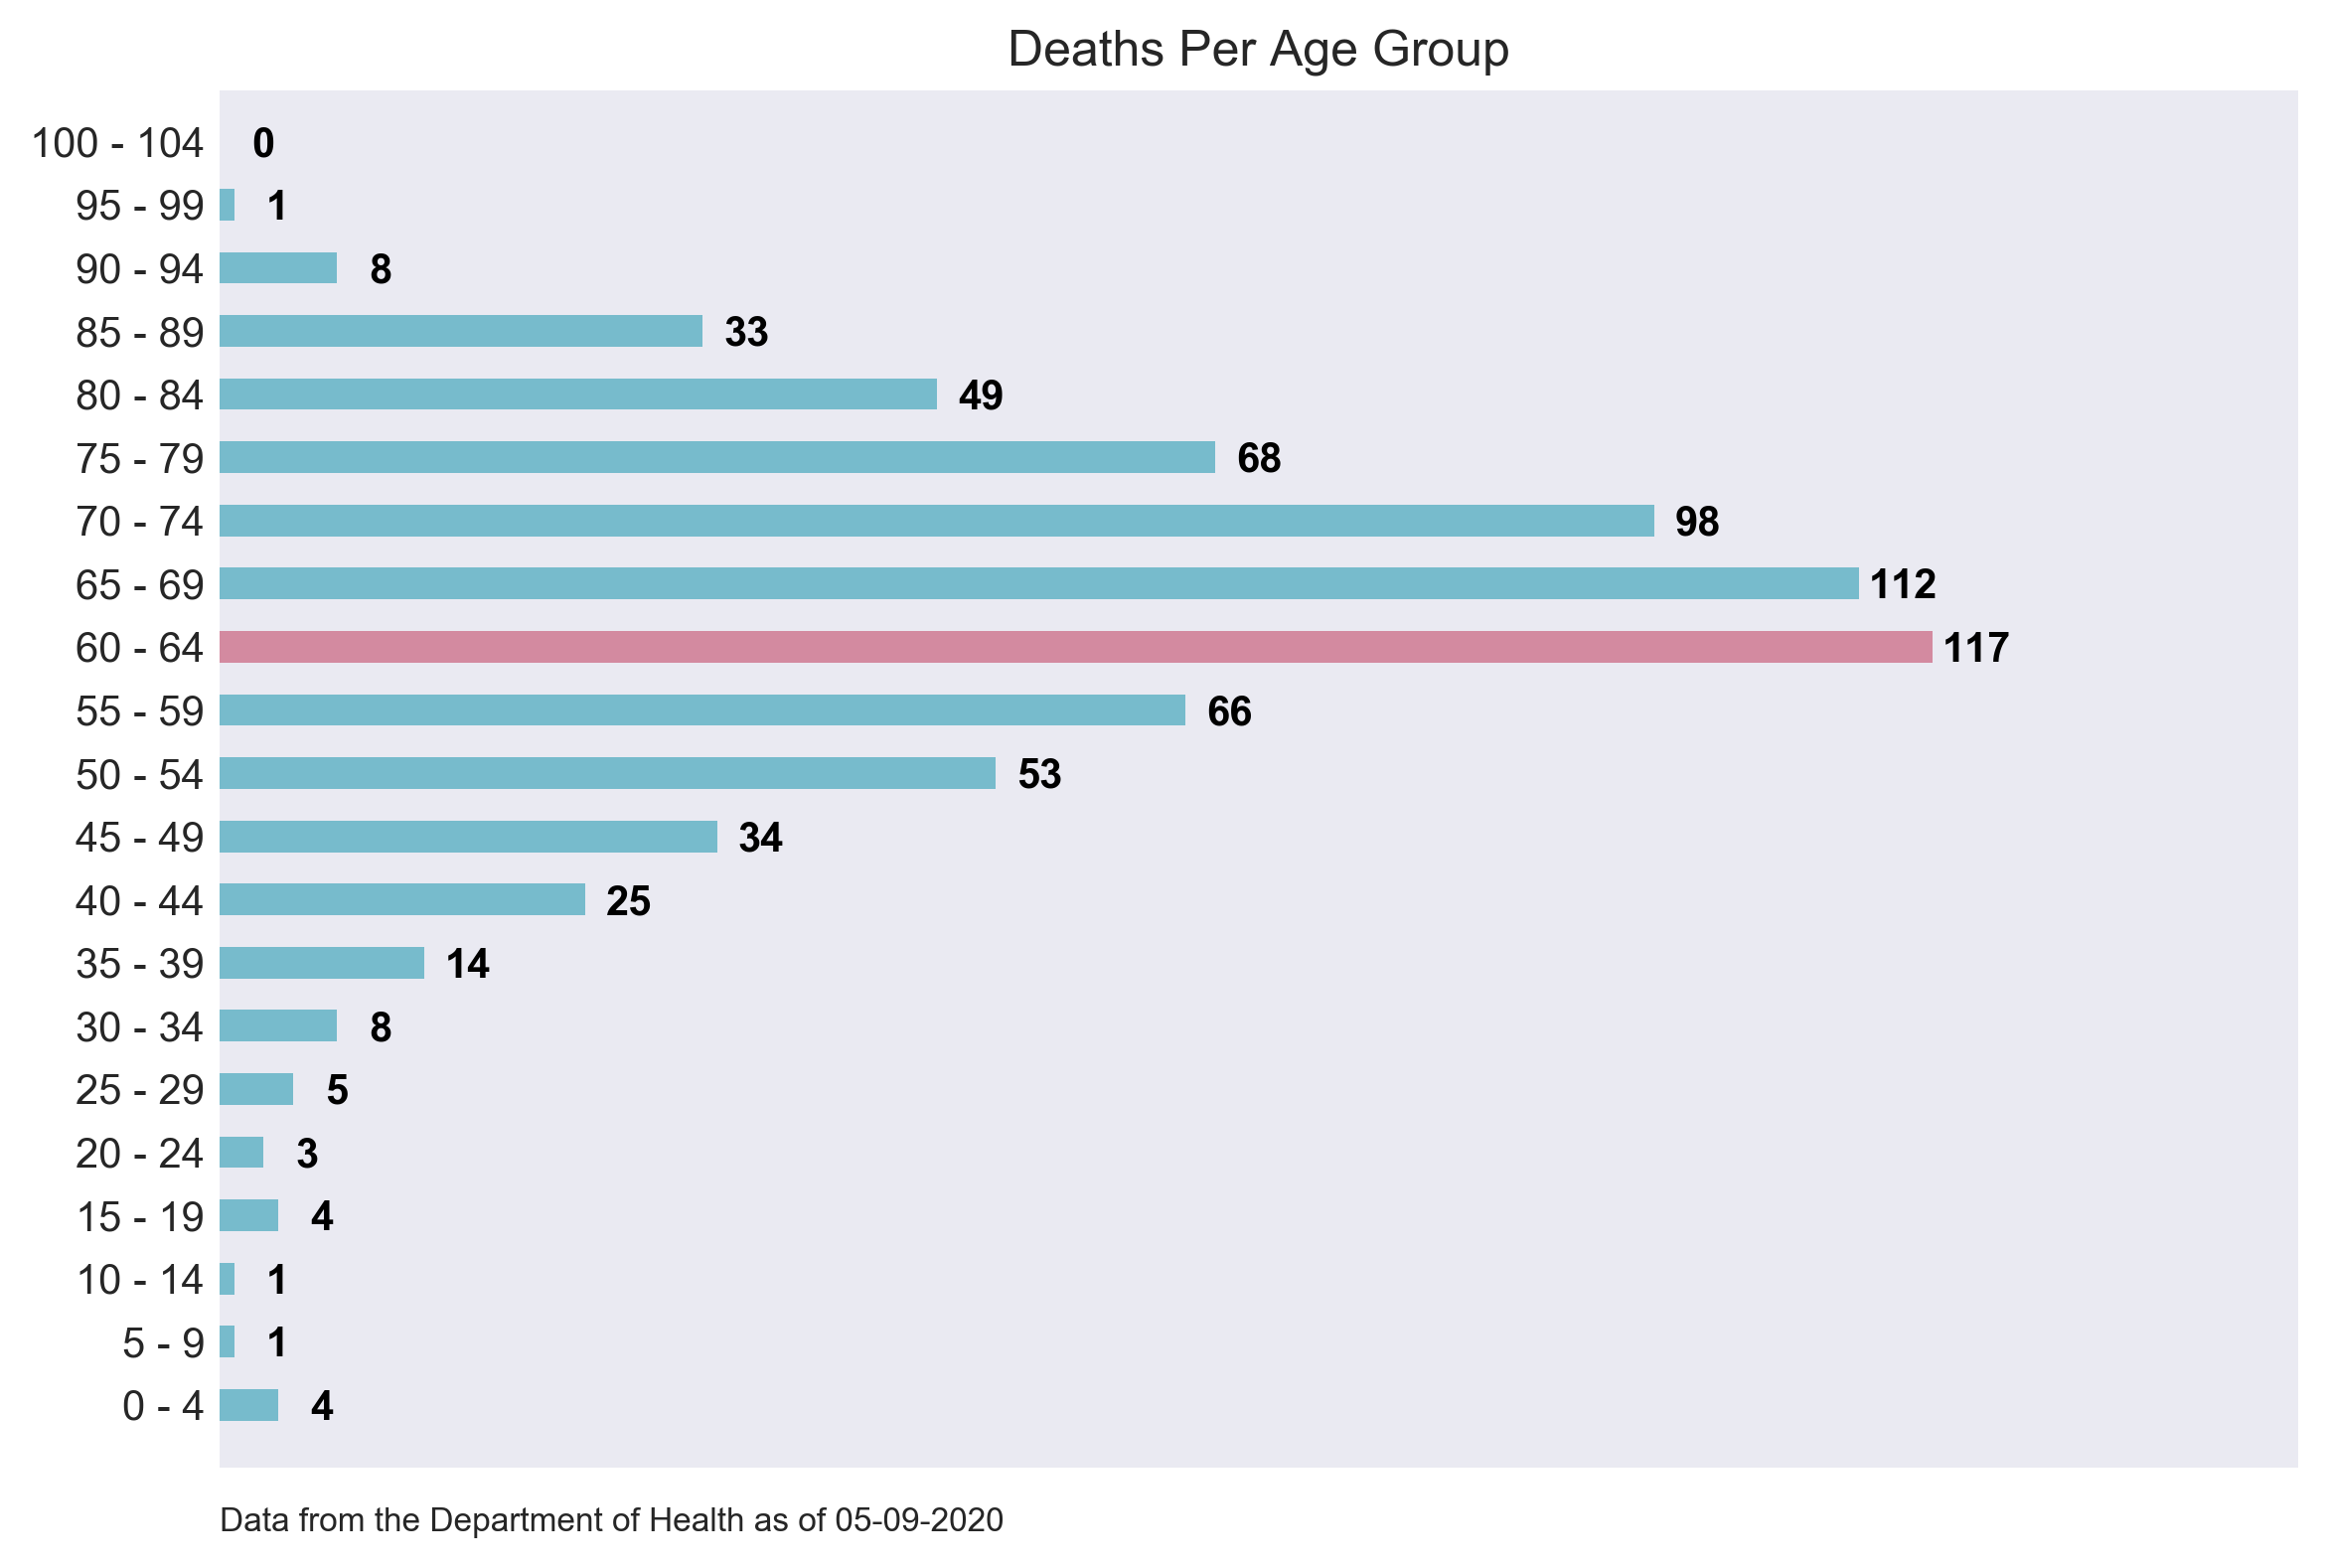 Deaths Per Age Group
100 - 104 0
95 - 99 1
90 - 94 8
85 - 89 33
80 - 84 49
75 - 79 68
70 - 74 98
65 - 69 112
60 - 64 117
55 - 59 66
50 - 54 53
45 - 49 34
40 - 44 25
35 - 39 14
30 - 34 8
25 - 29 5
20 - 24 3
15 - 19 4
10 - 14 1
5 - 9 1
0 - 4 4
Data from the Department of Health as of 05-09-2020